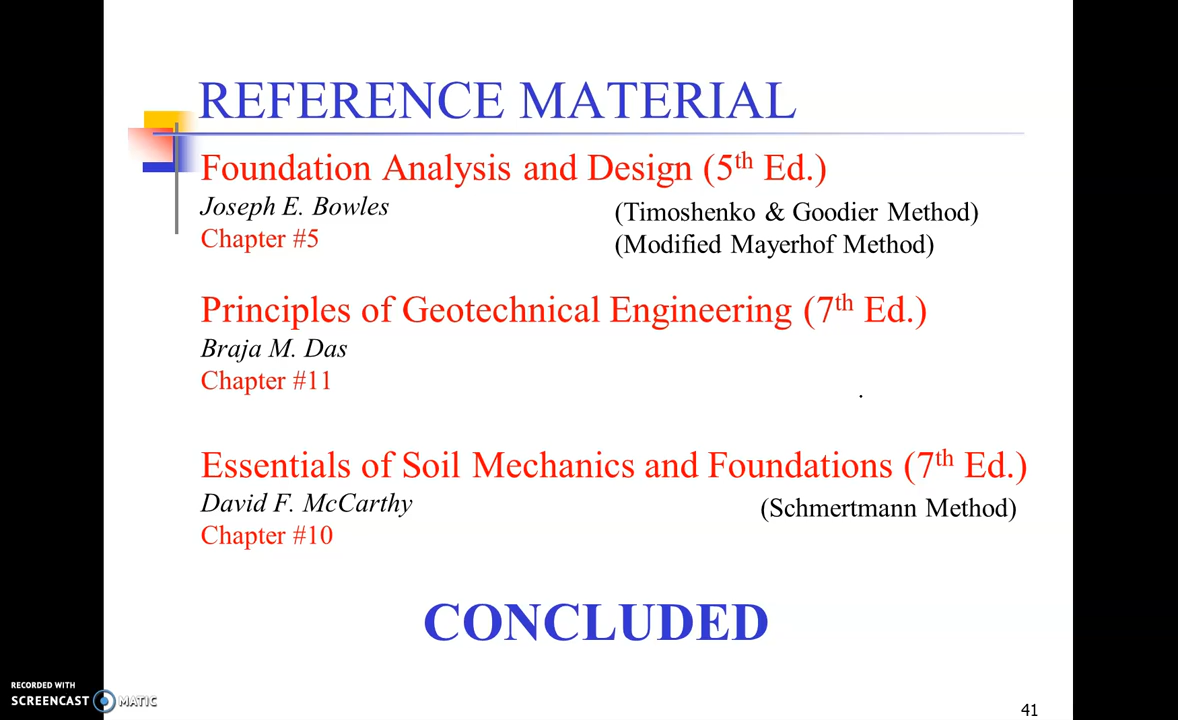 REFERENCE MATERIAL
Foundation Analysis and Design (5th Ed.)
Joseph E. Bowles
(Timoshenko & Goodier Method)
Chapter #5
(Modified Mayerhof Method)
Principles of Geotechnical Engineering (7th Ed.)
Braja M. Das
Chapter #11
.
Essentials of Soil Mechanics and Foundations (7th Ed.)
David F. McCarthy
(Schmertmann Method)
Chapter #10
CONCLUDED
RECORDED WITH
SCREENCAST MATIC
41